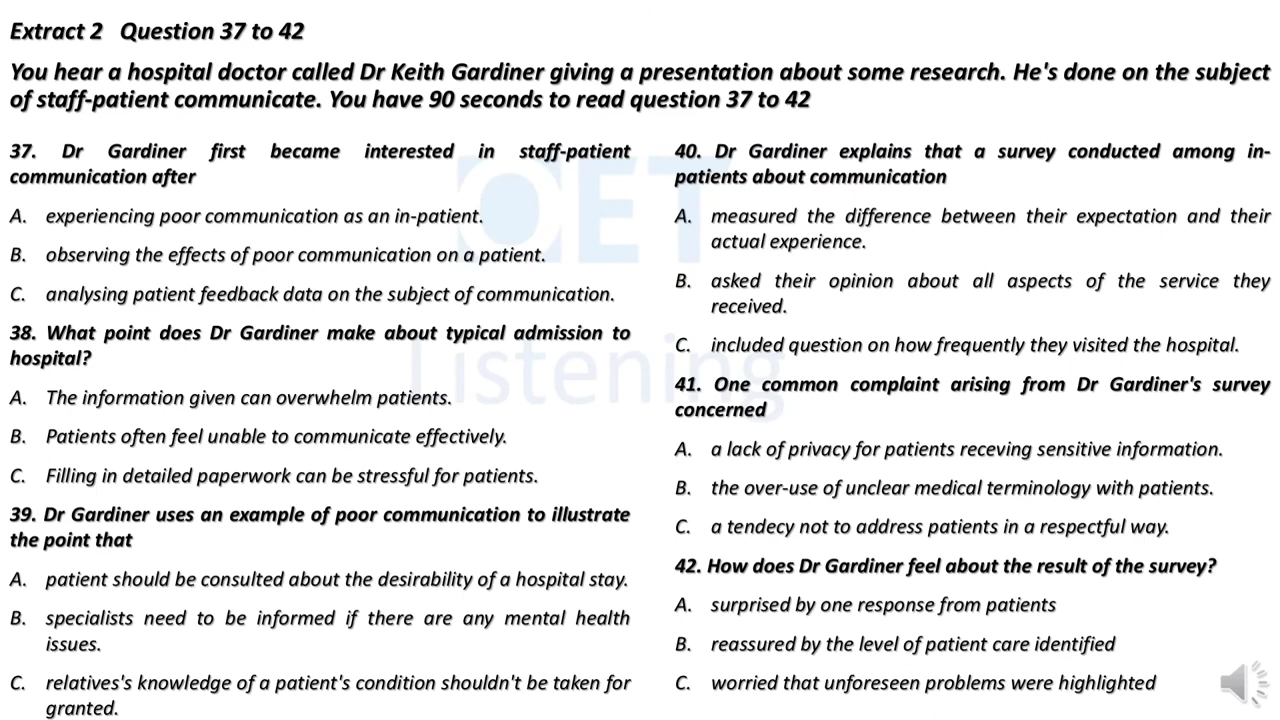 Extract 2   Question 37 to 42
You hear a hospital doctor called Dr Keith Gardiner giving a presentation about some research. He's done on the subject
of staff-patient communicate. You have 90 seconds to read question 37 to 42
37. Dr Gardiner first became interested in staff-patient
communication after
A. experiencing poor communication as an in-patient.
B. observing the effects of poor communication on a patient.
C. analysing patient feedback data on the subject of communication.
38. What point does Dr Gardiner make about typical admission to
hospital?
A. The information given can overwhelm patients.
B. Patients often feel unable to communicate effectively.
C. Filling in detailed paperwork can be stressful for patients.
39. Dr Gardiner uses an example of poor communication to illustrate
the point that
A. patient should be consulted about the desirability of a hospital stay.
B. specialists need to be informed if there are any mental health
issues.
C. relatives's knowledge of a patient's condition shouldn't be taken for
granted.
40. Dr Gardiner explains that a survey conducted among in-
patients about communication
A. measured the difference between their expectation and their
actual experience.
B. asked their opinion about all aspects of the service they
received.
C. included question on how frequently they visited the hospital.
41. One common complaint arising from Dr Gardiner's survey
concerned
A. a lack of privacy for patients receving sensitive information.
B. the over-use of unclear medical terminology with patients.
C. a tendecy not to address patients in a respectful way.
42. How does Dr Gardiner feel about the result of the survey?
A. surprised by one response from patients
B. reassured by the level of patient care identified
C. worried that unforeseen problems were highlighted
OET
Listening